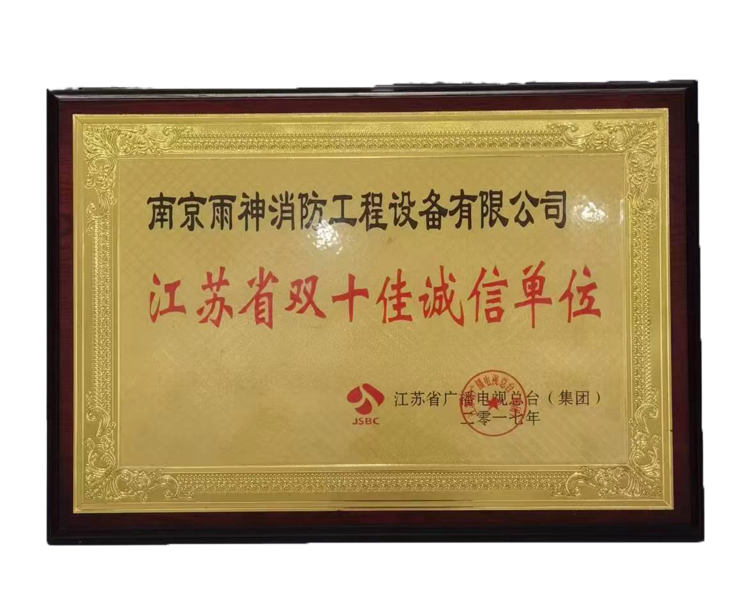 南京雨神消防工程设备有限公司
江苏省双十佳诚信单位
JSBC
江苏省广播电视总台（集团）
二零一七年